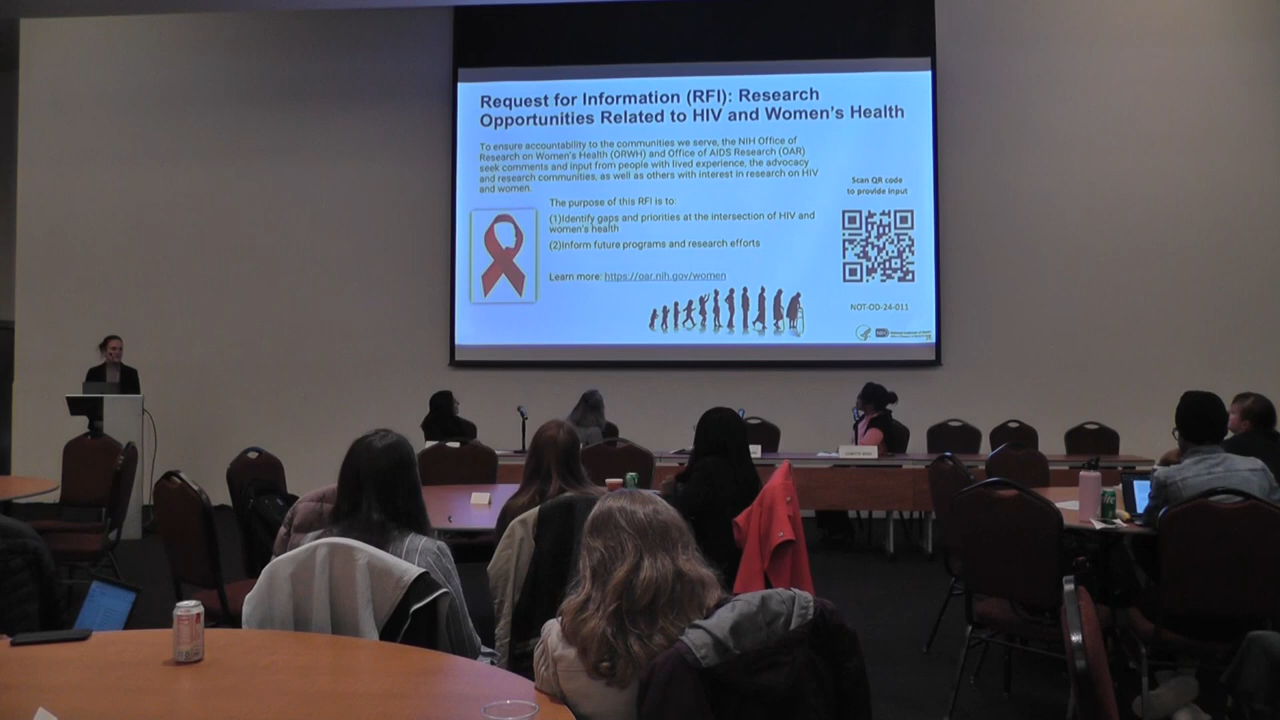 Request for Information (RFI): Research
Opportunities Related to HIV and Women's Health
To ensure accountability to the communities we serve, the NIH Office of
Research on Women's Health (ORWH) and Office of AIDS Research (OAR)
seek comments and input from people with lived experience, the advocacy
and research communities, as well as others with interest in research on HIV
and women.
The purpose of this RFI is to:
(1)Identify gaps and priorities at the intersection of HIV and
women's health
(2)Inform future programs and research efforts
Learn more: https://oar.nih.gov/women
Scan QR code
to provide input
NOT-OD-24-011
NIH